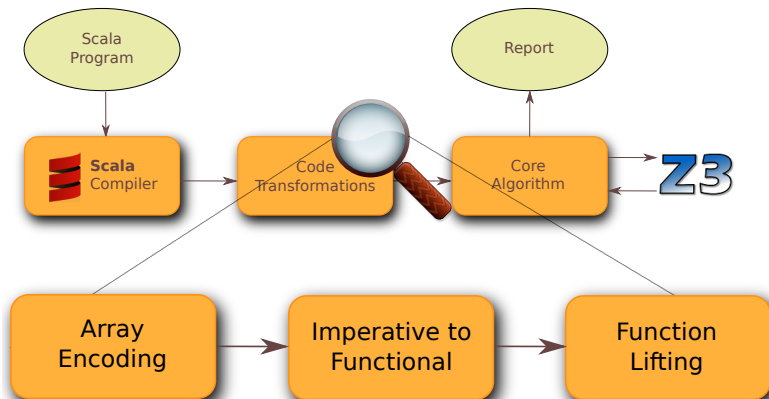 Scala
Program
Report
Scala
Compiler
Code
Transformations
Core
Algorithm
Z3
Array
Encoding
Imperative to
Functional
Function
Lifting